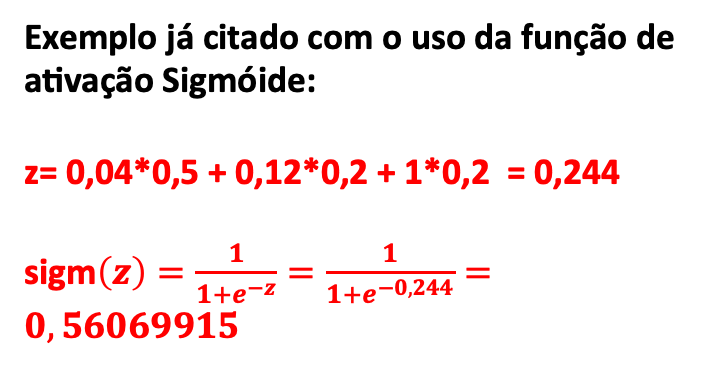 Exemplo já citado com o uso da função de
ativação Sigmóide:
z= 0,04*0,5 + 0,12*0,2 + 1*0,2 = 0,244
sigm(z) = 1/(1+e^−z) = 1/(1+e^−0,244) =
0, 56069915